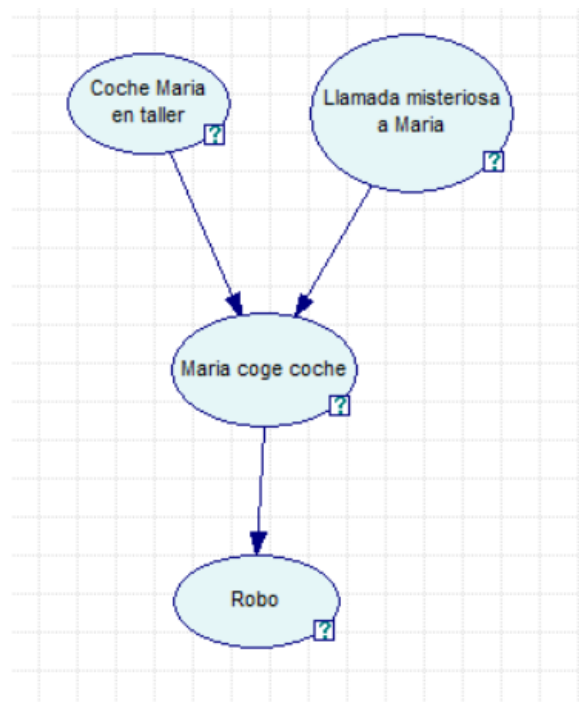 Coche Maria
en taller
?
Llamada misteriosa
a Maria
?
Maria coge coche
?
Robo
?